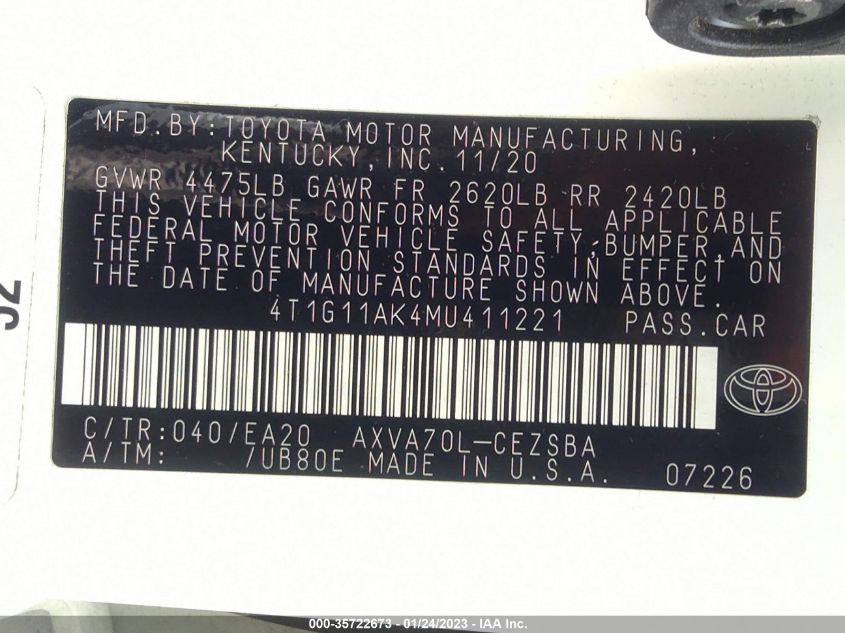 MFD.BY:TOYOTA MOTOR MANUFACTURING,
KENTUCKY,INC.11/20
GVWR 4475LB GAWR FR 2620LB RR 2420LB
THIS VEHICLE CONFORMS TO ALL APPLICABLE
FEDERAL MOTOR VEHICLE SAFETY,BUMPER,AND
THEFT PREVENTION STANDARDS IN EFFECT ON
THE DATE OF MANUFACTURE SHOWN ABOVE.
4T1G11AK4MU411221 PASS.CAR
C/TR:040/EA20 AXVA70L-CEZSBA
A/TM: /UB80E MADE IN U.S.A. 07226
000-35722673 - 01/24/2023 - IAA Inc.